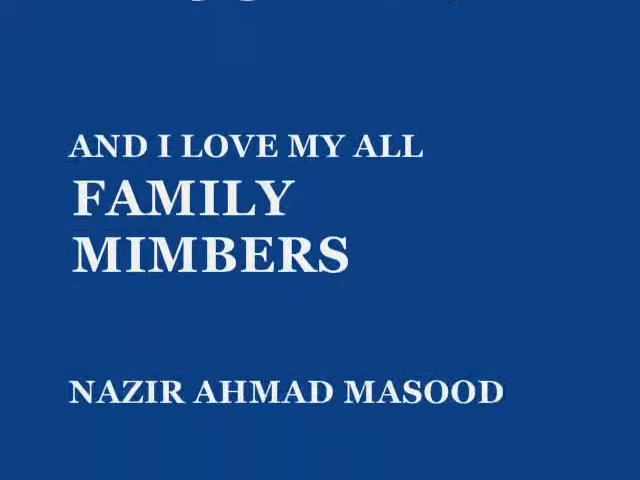 AND I LOVE MY ALL
FAMILY
MIMBERS
NAZIR AHMAD MASOOD